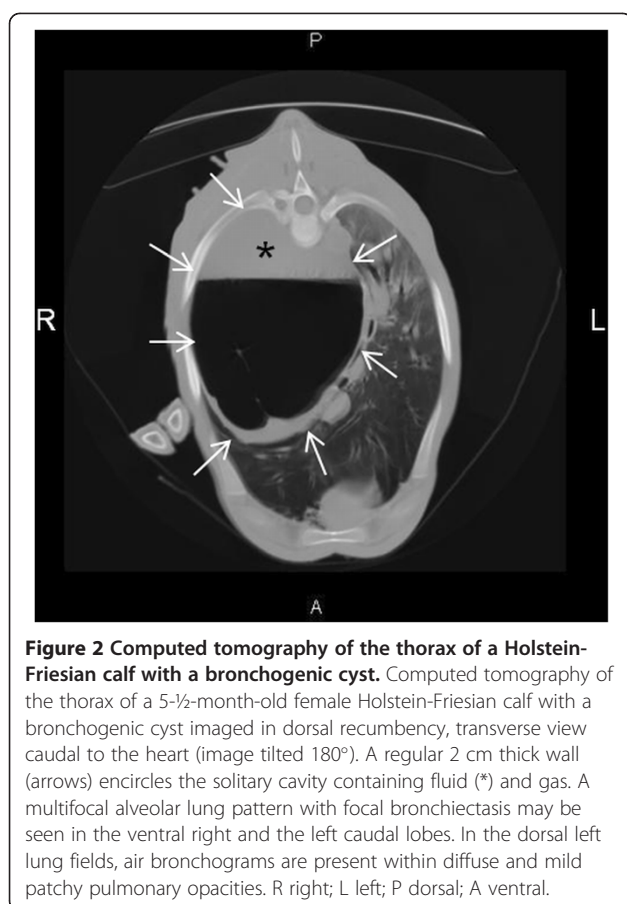 P
*
R
L
A
Figure 2 Computed tomography of the thorax of a Holstein-
Friesian calf with a bronchogenic cyst. Computed tomography of
the thorax of a 5-½-month-old female Holstein-Friesian calf with a
bronchogenic cyst imaged in dorsal recumbency, transverse view
caudal to the heart (image tilted 180°). A regular 2 cm thick wall
(arrows) encircles the solitary cavity containing fluid (*) and gas. A
multifocal alveolar lung pattern with focal bronchiectasis may be
seen in the ventral right and the left caudal lobes. In the dorsal left
lung fields, air bronchograms are present within diffuse and mild
patchy pulmonary opacities. R right; L left; P dorsal; A ventral.